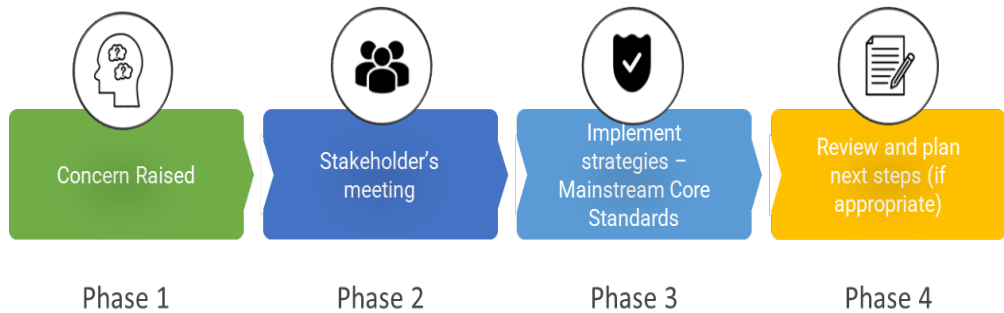 Concern Raised
Stakeholder's
meeting
Implement
strategies –
Mainstream Core
Standards
Review and plan
next steps (if
appropriate)
Phase 1
Phase 2
Phase 3
Phase 4